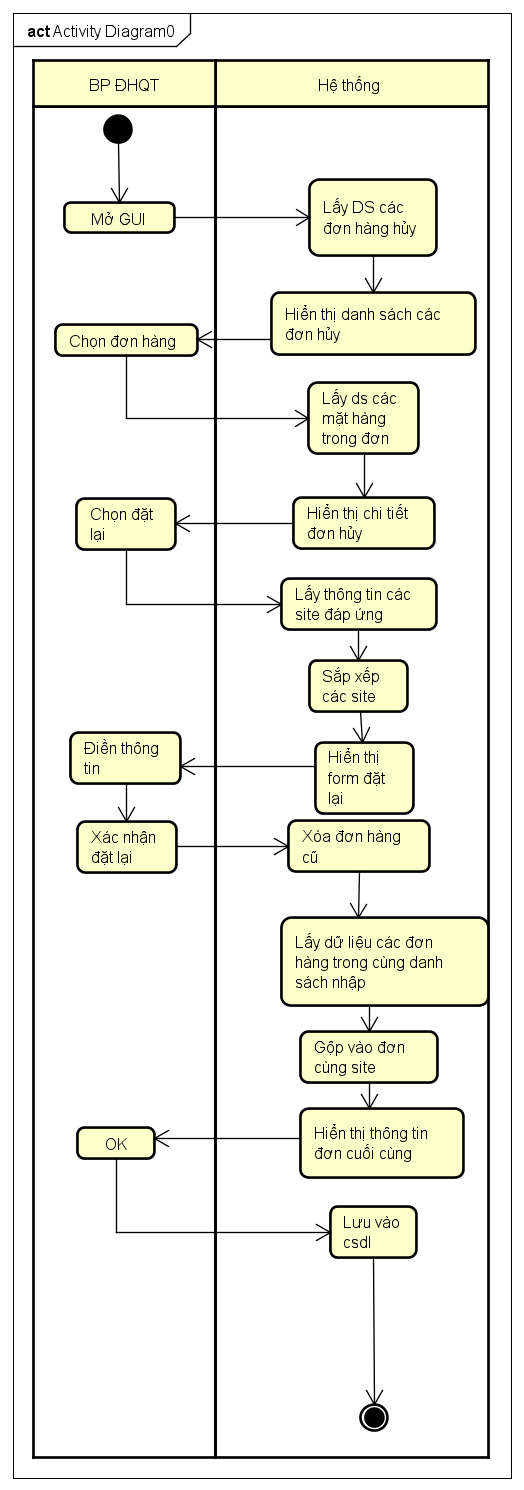 act Activity Diagram0
BP ĐHQT
Hệ thống
Mở GUI
Lấy DS các
đơn hàng hủy
Hiển thị danh sách các
đơn hủy
Chọn đơn hàng
Lấy ds các
mặt hàng
trong đơn
Hiển thị chi tiết
đơn hủy
Chọn đặt
lại
Lấy thông tin các
site đáp ứng
Sắp xếp
các site
Hiển thị
form đặt
lại
Điền thông
tin
Xác nhận
đặt lại
Xóa đơn hàng
cũ
Lấy dữ liệu các đơn
hàng trong cùng danh
sách nhập
Gộp vào đơn
cùng site
Hiển thị thông tin
đơn cuối cùng
OK
Lưu vào
csdl